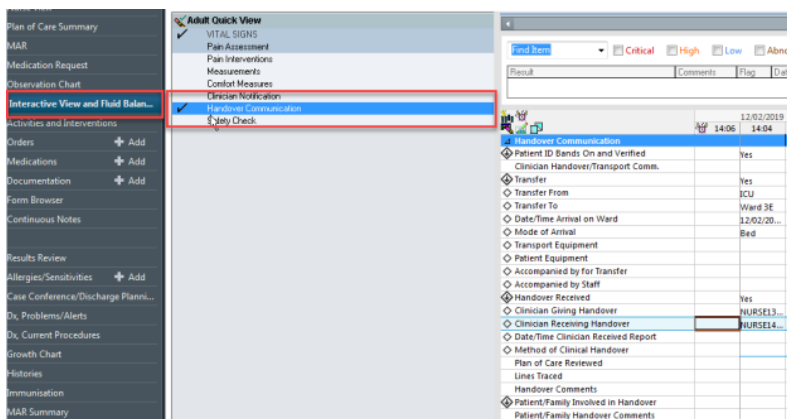 Plan of Care Summary
MAR
Medication Request
Observation Chart
Interactive View and Fluid Balan...
Activities and Interventions
Orders + Add
Medications + Add
Documentation + Add
Form Browser
Continuous Notes
Results Review
Allergies/Sensitivities + Add
Case Conference/Discharge Planni...
Dx, Problems/Alerts
Dx, Current Procedures
Growth Chart
Histories
Immunisation
MAR Summary
Adult Quick View
VITAL SIGNS
Pain Assessment
Pain Interventions
Measurements
Comfort Measures
Clinician Notification
Handover Communication
Safety Check
Find Item Critical High Low Abno
Result Comments Flag Dat
12/02/2019
14:06 14:04
Handover Communication
Patient ID Bands On and Verified Yes
Clinician Handover/Transport Comm.
Transfer Yes
Transfer From ICU
Transfer To Ward 3E
Date/Time Arrival on Ward 12/02/20...
Mode of Arrival Bed
Transport Equipment
Patient Equipment
Accompanied by for Transfer
Accompanied by Staff
Handover Received Yes
Clinician Giving Handover NURSE13...
Clinician Receiving Handover NURSE14...
Date/Time Clinician Received Report
Method of Clinical Handover
Plan of Care Reviewed
Lines Traced
Handover Comments
Patient/Family Involved in Handover
Patient/Family Handover Comments